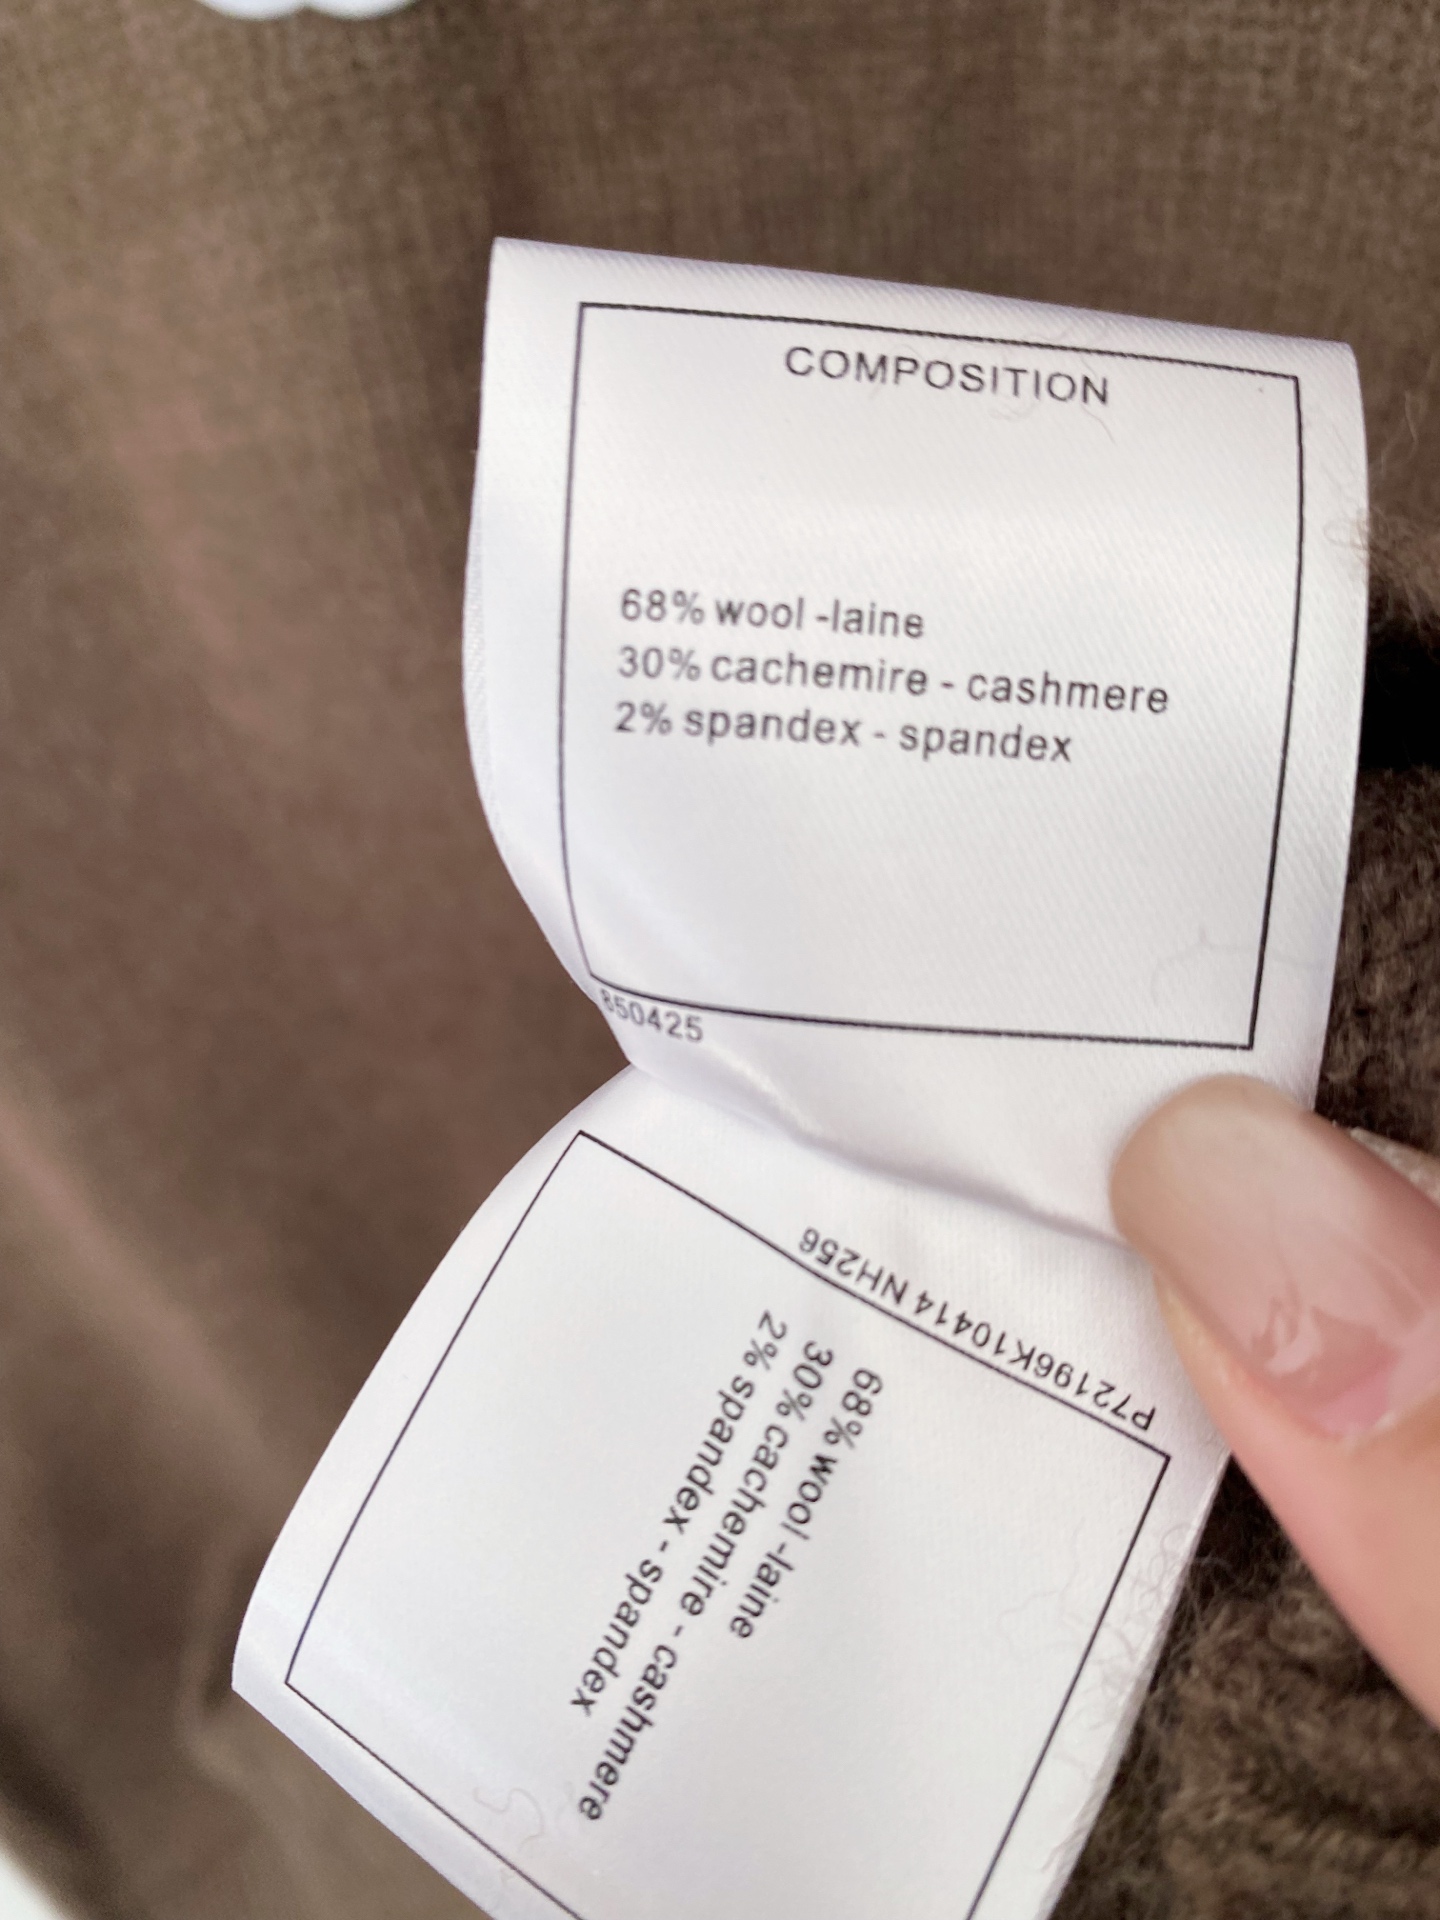 COMPOSITION
68% wool -laine
30% cachemire - cashmere
2% spandex - spandex
850425
P72196K10414 NH256
68% wool -laine
30% cachemire - cashmere
2% spandex - spandex